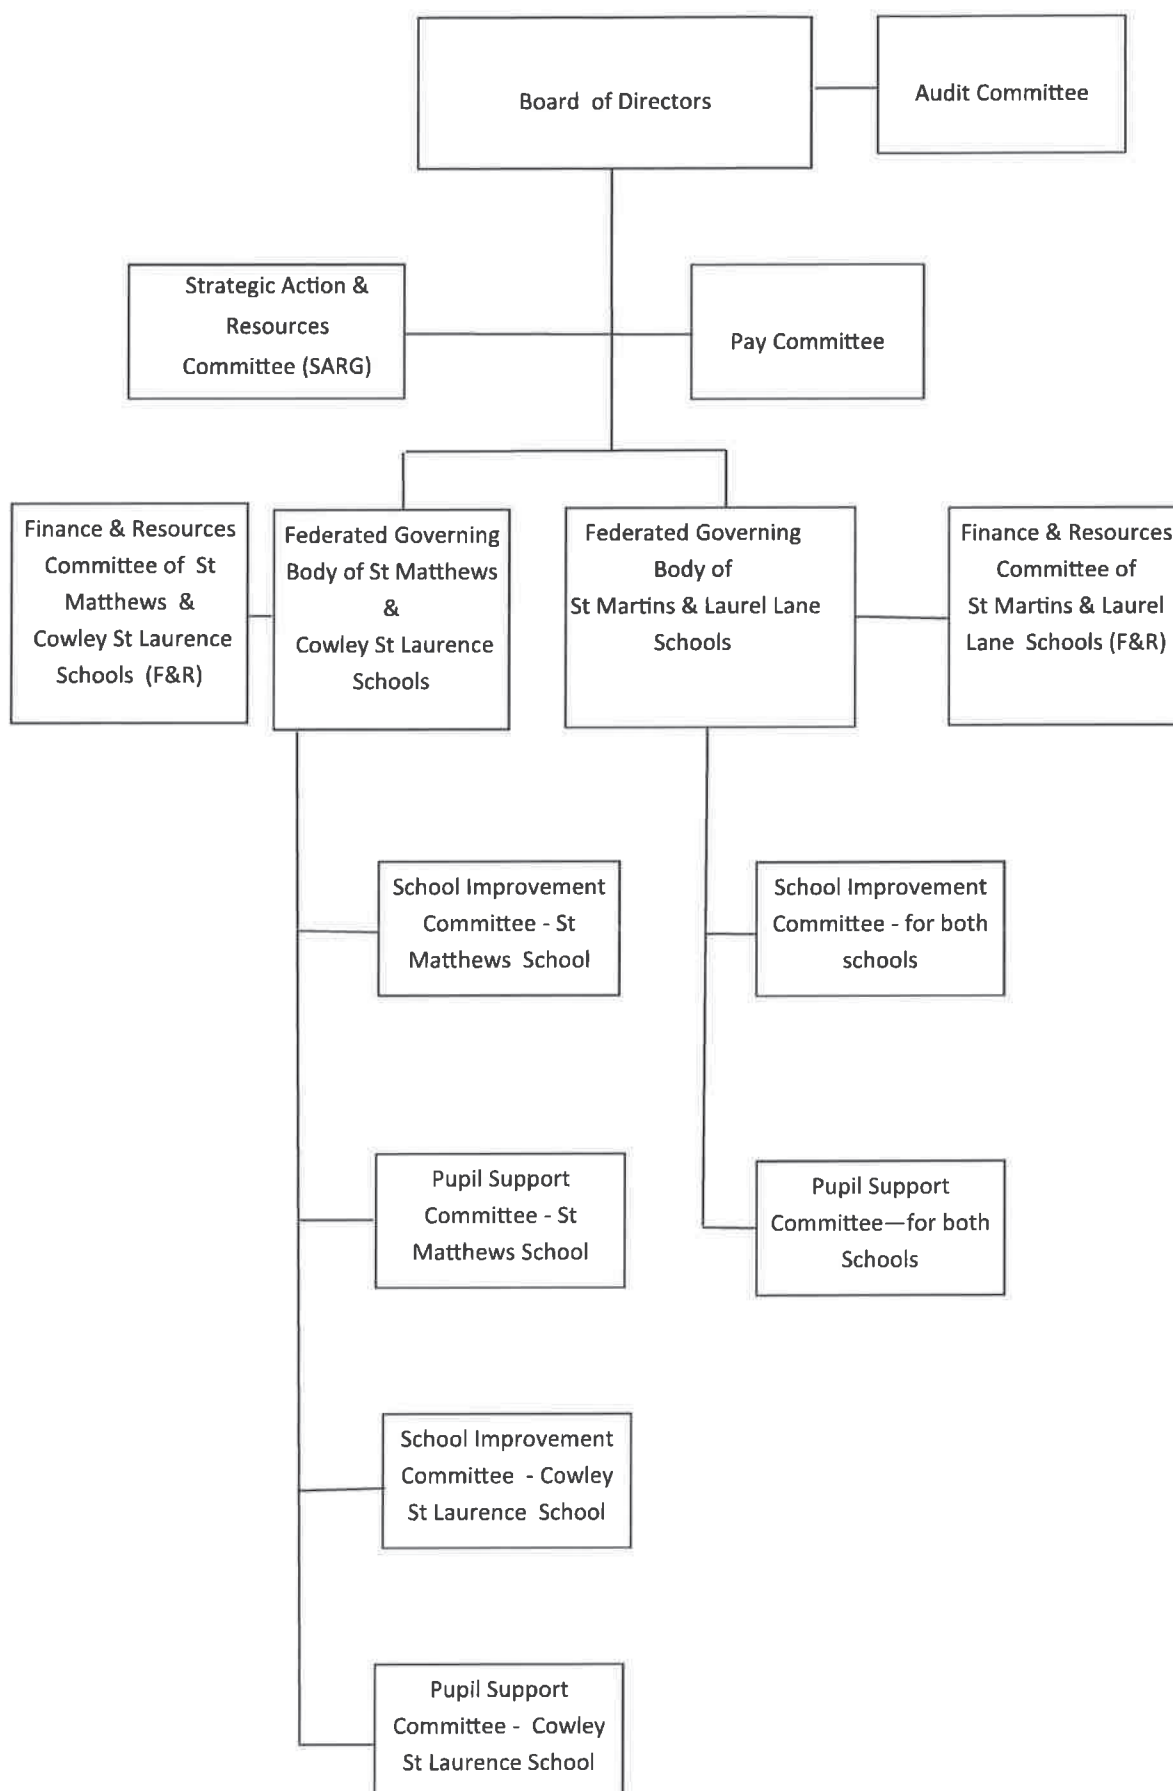 Board of Directors
Audit Committee
Strategic Action &
Resources
Committee (SARG)
Pay Committee
Finance & Resources
Committee of St
Matthews &
Cowley St Laurence
Schools (F&R)
Federated Governing
Body of St Matthews
&
Cowley St Laurence
Schools
Federated Governing
Body of
St Martins & Laurel Lane
Schools
Finance & Resources
Committee of
St Martins & Laurel
Lane Schools (F&R)
School Improvement
Committee - St
Matthews School
School Improvement
Committee - for both
schools
Pupil Support
Committee - St
Matthews School
Pupil Support
Committee—for both
Schools
School Improvement
Committee - Cowley
St Laurence School
Pupil Support
Committee - Cowley
St Laurence School